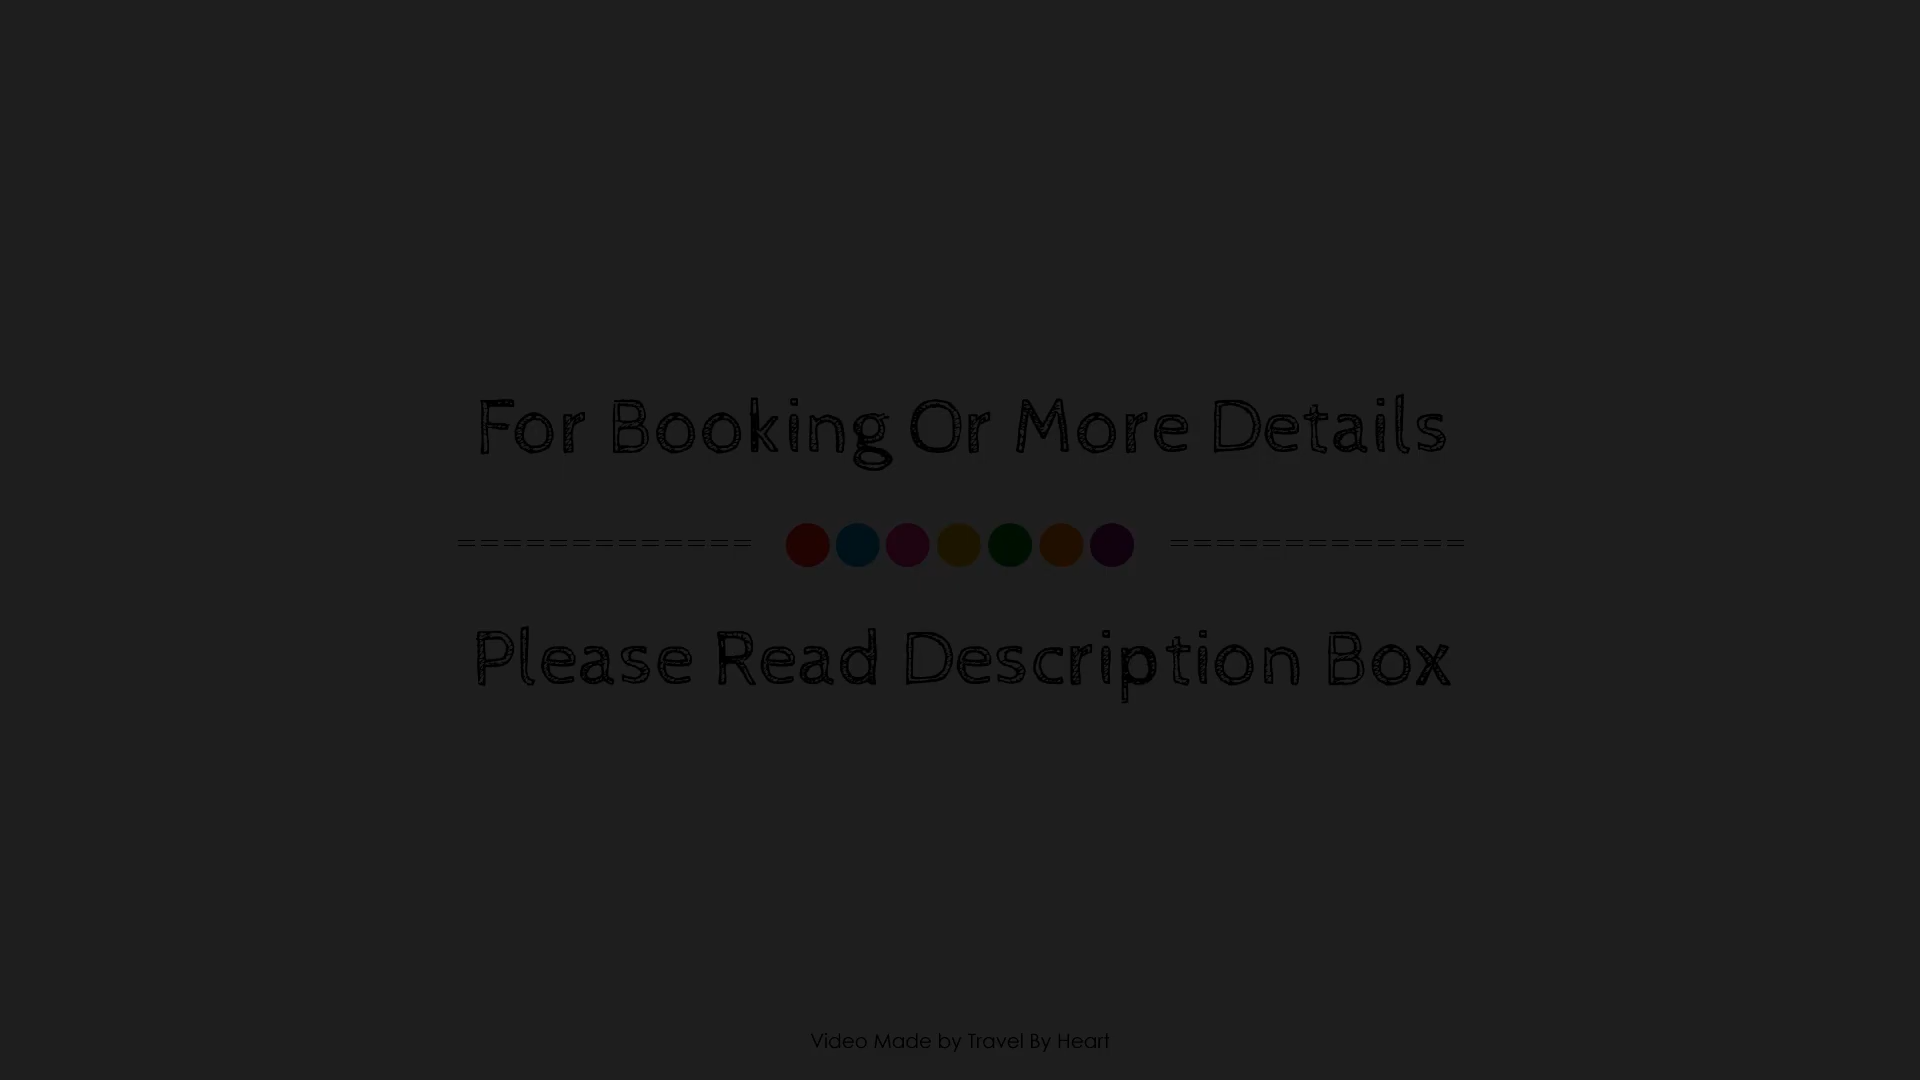 For Booking Or More Details
============= =============
Please Read Description Box
Video Made by Travel By Heart